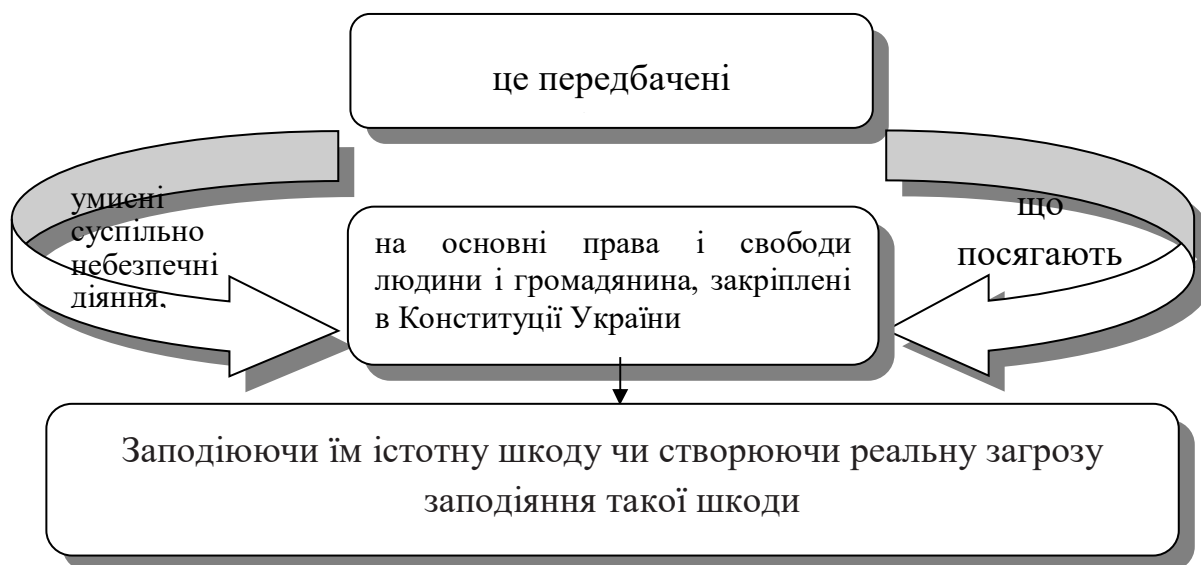 це передбачені
умисні
суспільно
небезпечні
діяння,
що
посягають
на основні права і свободи
людини і громадянина, закріплені
в Конституції України
Заподіюючи їм істотну шкоду чи створюючи реальну загрозу
заподіяння такої шкоди